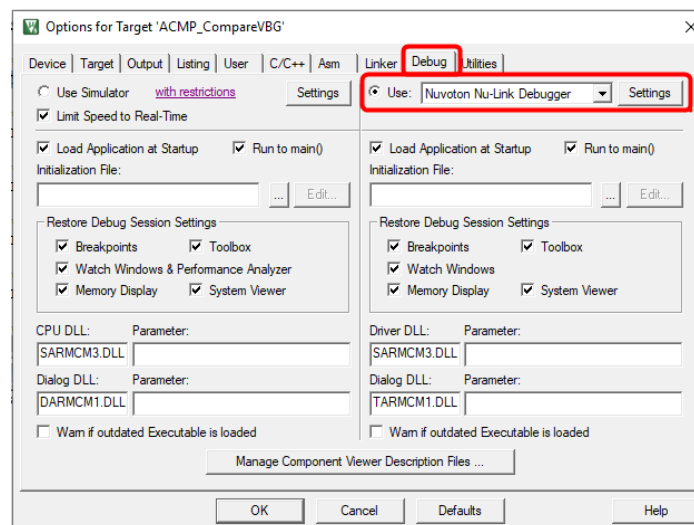 Options for Target 'ACMP_CompareVBG'
Device Target Output Listing User C/C++ Asm Linker Debug Utilities
Use Simulator with restrictions Settings
Use: Nuvoton Nu-Link Debugger Settings
Limit Speed to Real-Time
Load Application at Startup Run to main()
Load Application at Startup Run to main()
Initialization File:
Initialization File:
... Edit...
... Edit...
Restore Debug Session Settings
Breakpoints Toolbox
Watch Windows & Performance Analyzer
Memory Display System Viewer
Restore Debug Session Settings
Breakpoints Toolbox
Watch Windows
Memory Display System Viewer
CPU DLL: Parameter:
SARMCM3.DLL
Driver DLL: Parameter:
SARMCM3.DLL
Dialog DLL: Parameter:
DARMCM1.DLL
Dialog DLL: Parameter:
TARMCM1.DLL
Warn if outdated Executable is loaded
Warn if outdated Executable is loaded
Manage Component Viewer Description Files ...
OK Cancel Defaults Help